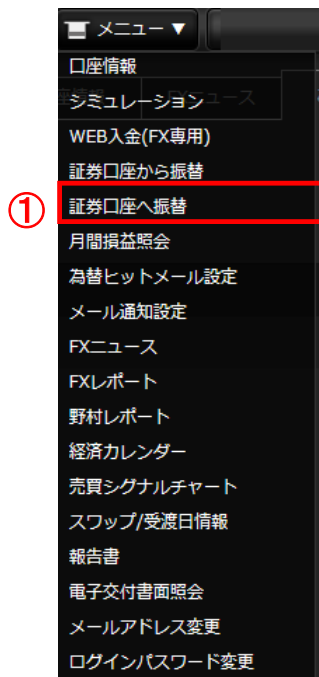 メニュー▼
口座情報
シミュレーション
WEB入金(FX専用)
証券口座から振替
① 証券口座へ振替
月間損益照会
為替ヒットメール設定
メール通知設定
FXニュース
FXレポート
野村レポート
経済カレンダー
売買シグナルチャート
スワップ/受渡日情報
報告書
電子交付書面照会
メールアドレス変更
ログインパスワード変更